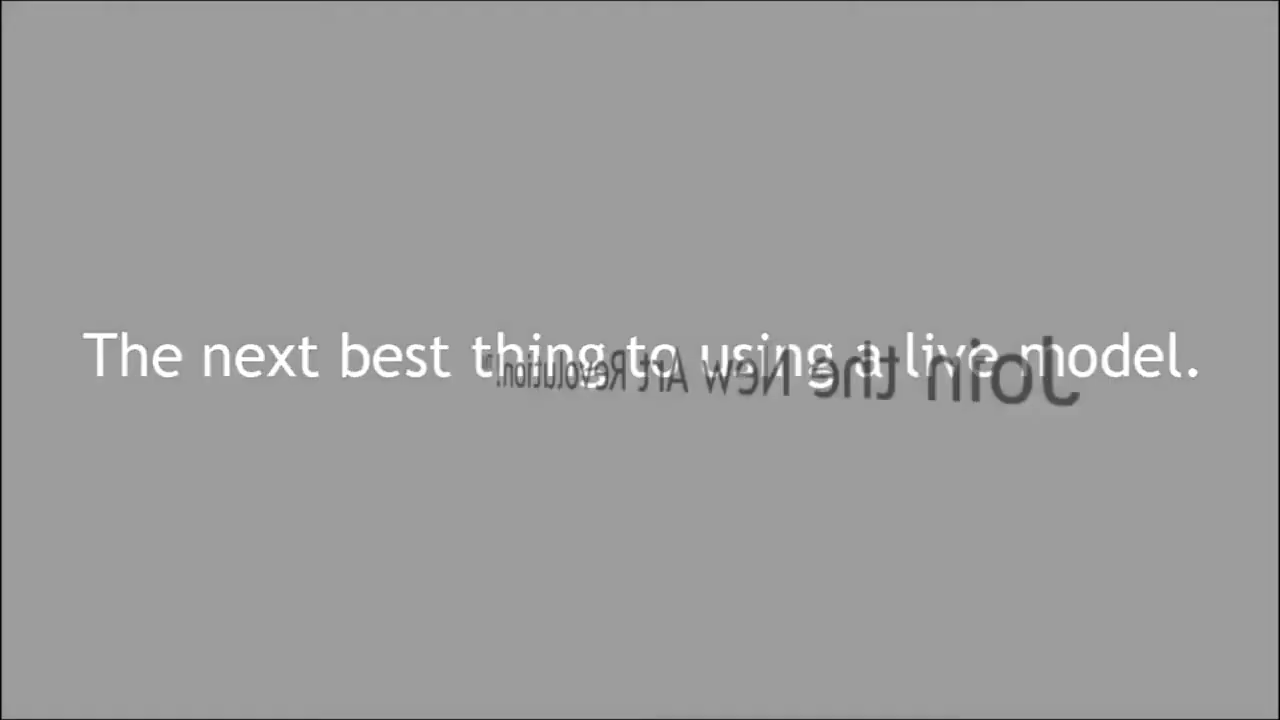 The next best thing to using a live model.
Join the New Art Revolution.